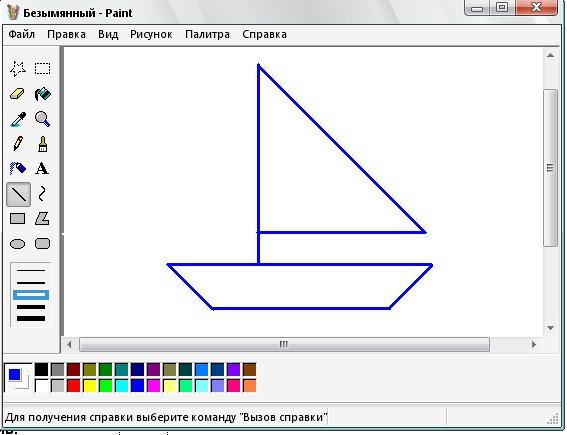 Безымянный - Paint
Файл Правка Вид Рисунок Палитра Справка
A
Для получения справки выберите команду "Вызов справки"